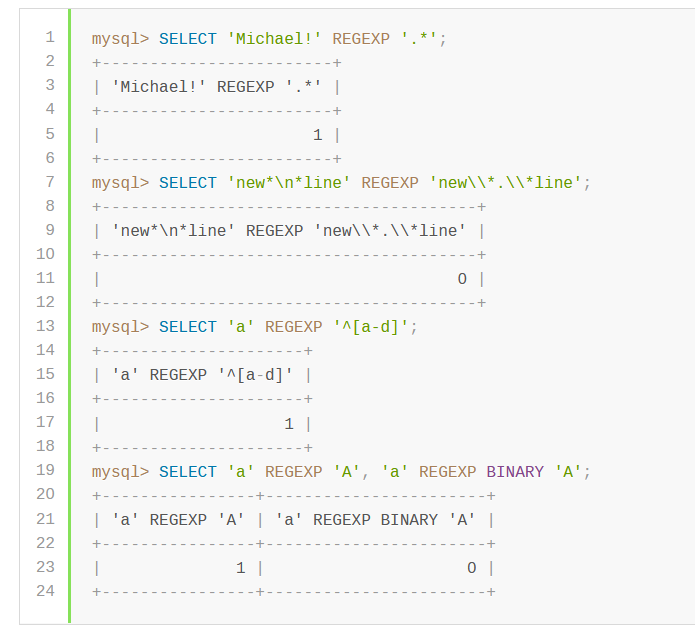 1 mysql> SELECT 'Michael!' REGEXP '.*';
2 +------------------------+
3 | 'Michael!' REGEXP '.*' |
4 +------------------------+
5 |                      1 |
6 +------------------------+
7 mysql> SELECT 'new*\n*line' REGEXP 'new\\*.\\*line';
8 +---------------------------------------+
9 | 'new*\n*line' REGEXP 'new\\*.\\*line' |
10 +---------------------------------------+
11 |                                     0 |
12 +---------------------------------------+
13 mysql> SELECT 'a' REGEXP '^[a-d]';
14 +---------------------+
15 | 'a' REGEXP '^[a-d]' |
16 +---------------------+
17 |                   1 |
18 +---------------------+
19 mysql> SELECT 'a' REGEXP 'A', 'a' REGEXP BINARY 'A';
20 +----------------+-----------------------+
21 | 'a' REGEXP 'A' | 'a' REGEXP BINARY 'A' |
22 +----------------+-----------------------+
23 |              1 |                     0 |
24 +----------------+-----------------------+